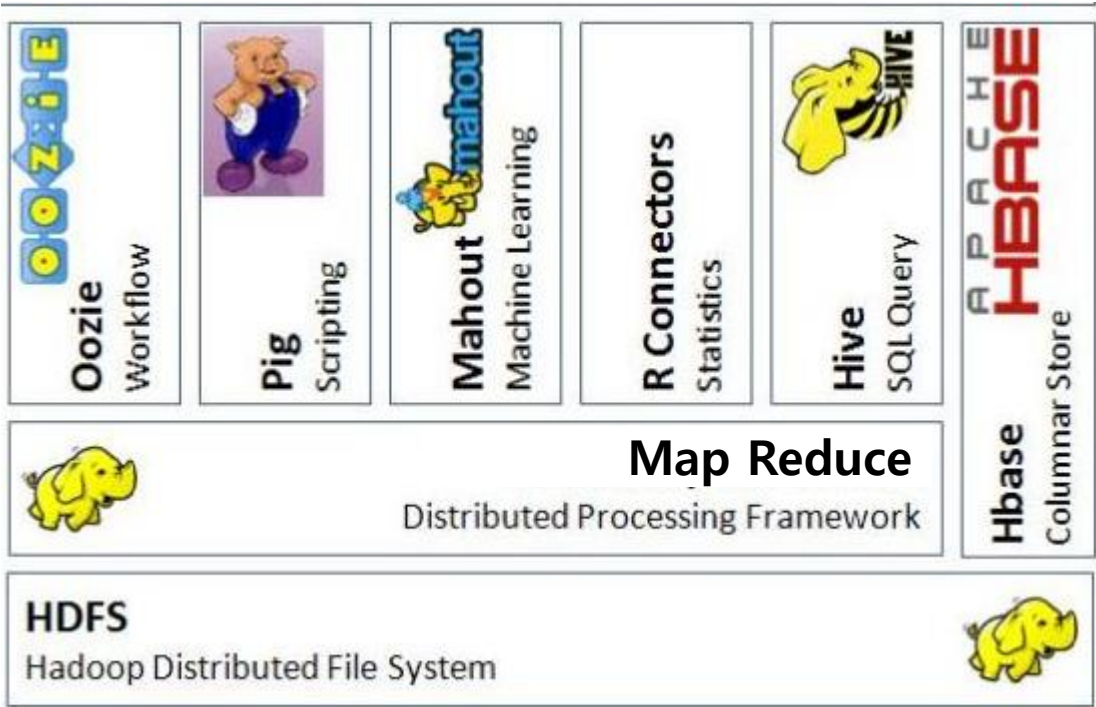 OOZIE
Oozie
Workflow
Pig
Scripting
mahout
Mahout
Machine Learning
R Connectors
Statistics
HIVE
Hive
SQL Query
APACHE
HBASE
Hbase
Columnar Store
Map Reduce
Distributed Processing Framework
HDFS
Hadoop Distributed File System